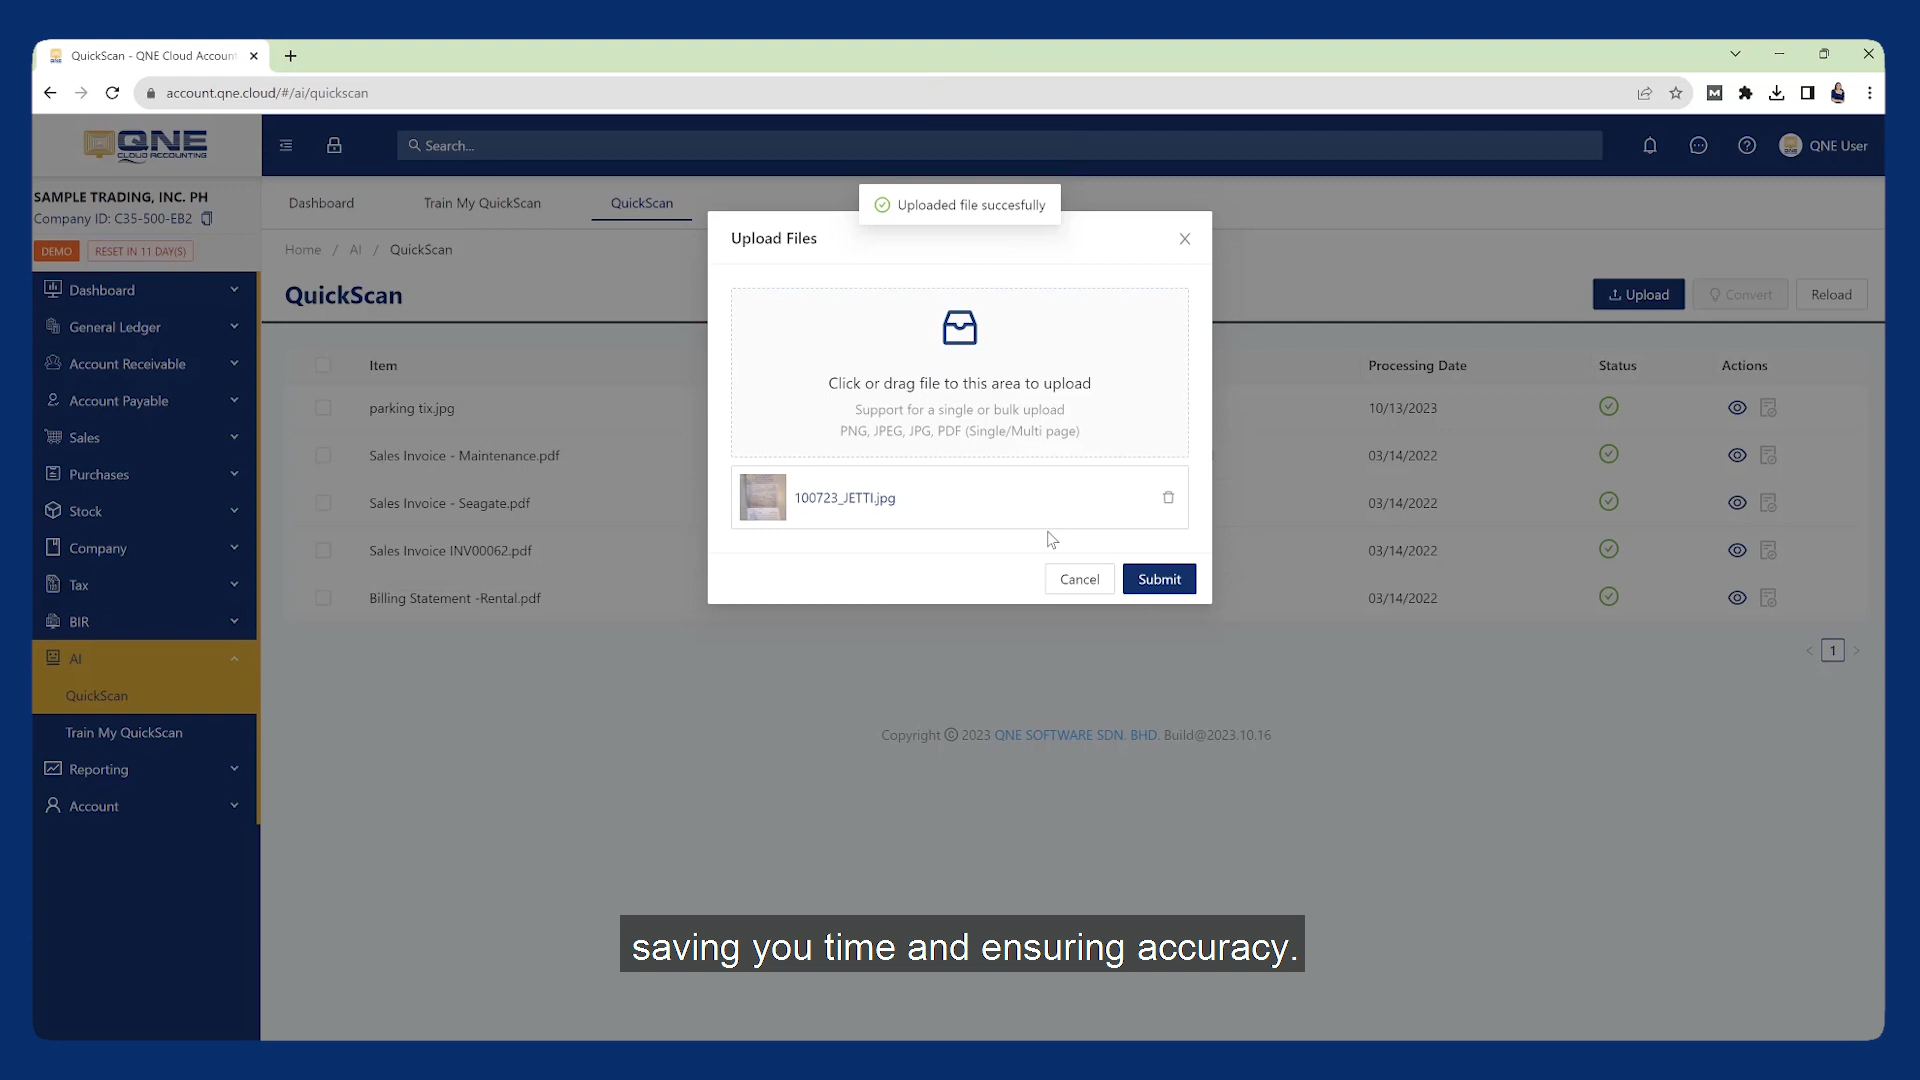 QuickScan - QNE Cloud Account
account.qne.cloud/#/ai/quickscan
QNE
CLOUD ACCOUNTING
Search...
QNE User
SAMPLE TRADING, INC. PH
Company ID: C35-500-EB2
DEMO
RESET IN 11 DAY(S)
Dashboard
General Ledger
Account Receivable
Account Payable
Sales
Purchases
Stock
Company
Tax
BIR
AI
QuickScan
Train My QuickScan
Reporting
Account
Dashboard
Train My QuickScan
QuickScan
Home / AI / QuickScan
QuickScan
Upload
Convert
Reload
Item
Processing Date
Status
Actions
parking tix.jpg
10/13/2023
Sales Invoice - Maintenance.pdf
03/14/2022
Sales Invoice - Seagate.pdf
03/14/2022
Sales Invoice INV00062.pdf
03/14/2022
Billing Statement -Rental.pdf
03/14/2022
1
Uploaded file succesfully
Upload Files
Click or drag file to this area to upload
Support for a single or bulk upload
PNG, JPEG, JPG, PDF (Single/Multi page)
100723_JETTI.jpg
Cancel
Submit
Copyright © 2023 QNE SOFTWARE SDN. BHD. Build@2023.10.16
saving you time and ensuring accuracy.